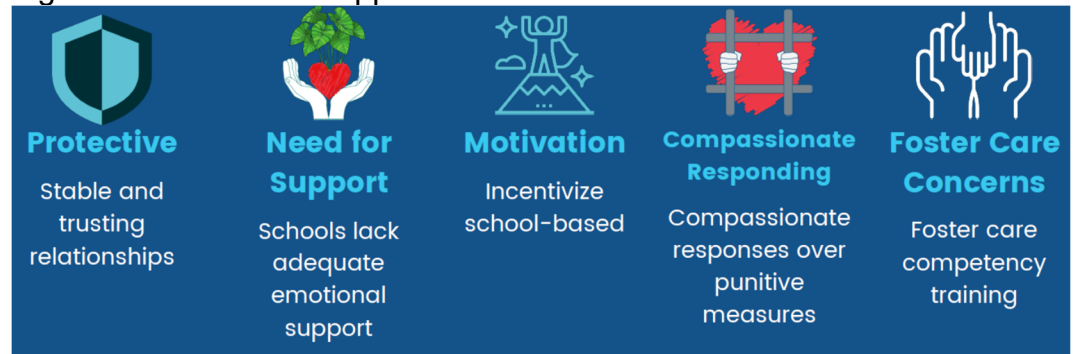 Protective
Stable and
trusting
relationships
Need for
Support
Schools lack
adequate
emotional
support
Motivation
Incentivize
school-based
Compassionate
Responding
Compassionate
responses over
punitive
measures
Foster Care
Concerns
Foster care
competency
training